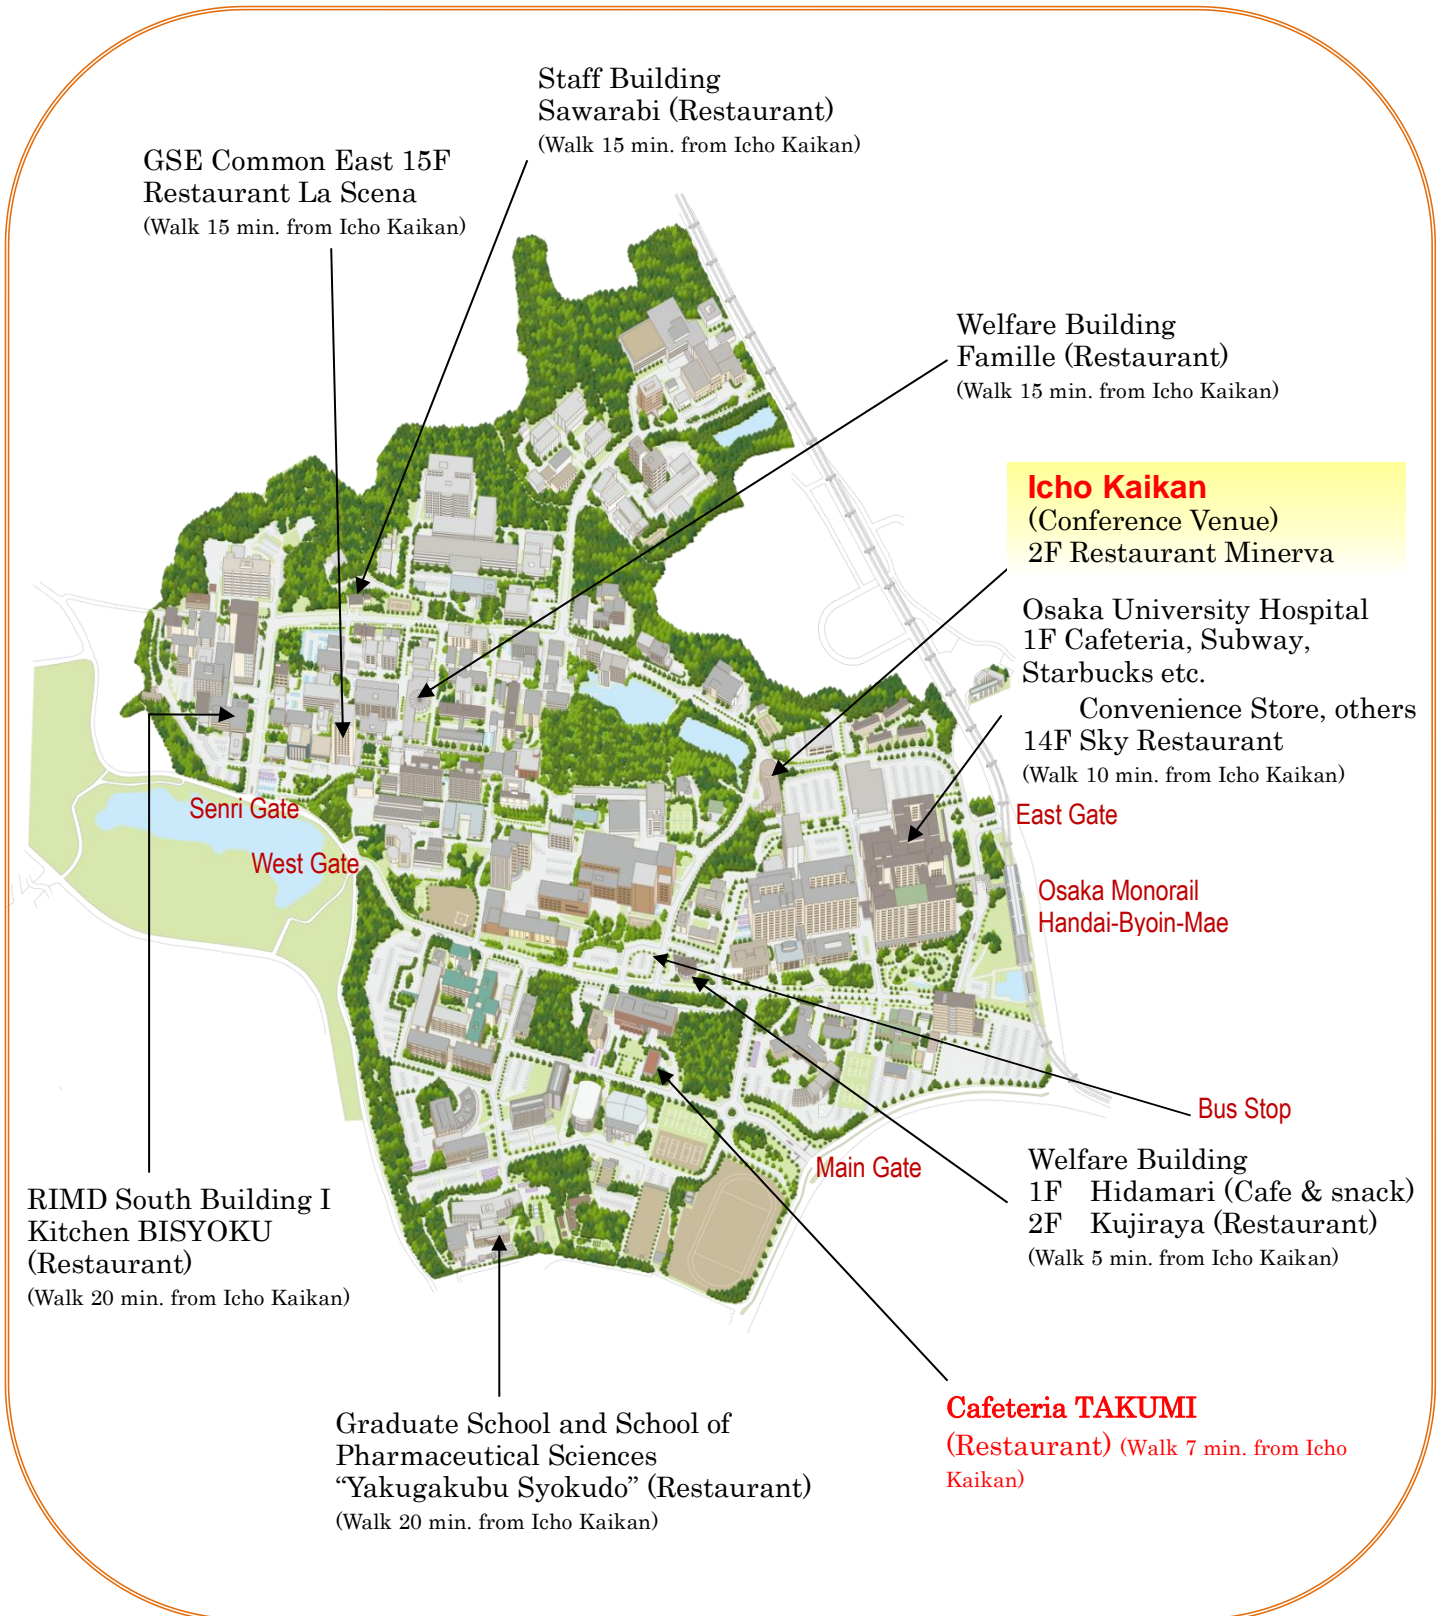 Staff Building
Sawarabi (Restaurant)
(Walk 15 min. from Icho Kaikan)
GSE Common East 15F
Restaurant La Scena
(Walk 15 min. from Icho Kaikan)
Welfare Building
Famille (Restaurant)
(Walk 15 min. from Icho Kaikan)
Icho Kaikan
(Conference Venue)
2F Restaurant Minerva
Osaka University Hospital
1F Cafeteria, Subway,
Starbucks etc.
Convenience Store, others
14F Sky Restaurant
(Walk 10 min. from Icho Kaikan)
Senri Gate
West Gate
East Gate
Osaka Monorail
Handai-Byoin-Mae
Bus Stop
Main Gate
Welfare Building
1F Hidamari (Cafe & snack)
2F Kujiraya (Restaurant)
(Walk 5 min. from Icho Kaikan)
RIMD South Building I
Kitchen BISYOKU
(Restaurant)
(Walk 20 min. from Icho Kaikan)
Cafeteria TAKUMI
(Restaurant) (Walk 7 min. from Icho
Kaikan)
Graduate School and School of
Pharmaceutical Sciences
“Yakugakubu Syokudo” (Restaurant)
(Walk 20 min. from Icho Kaikan)